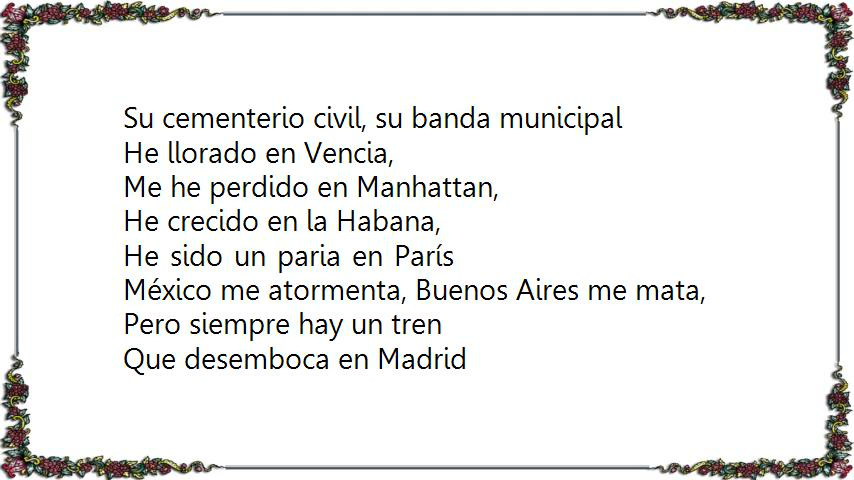 Su cementerio civil, su banda municipal
He llorado en Vencia,
Me he perdido en Manhattan,
He crecido en la Habana,
He sido un paria en París
México me atormenta, Buenos Aires me mata,
Pero siempre hay un tren
Que desemboca en Madrid